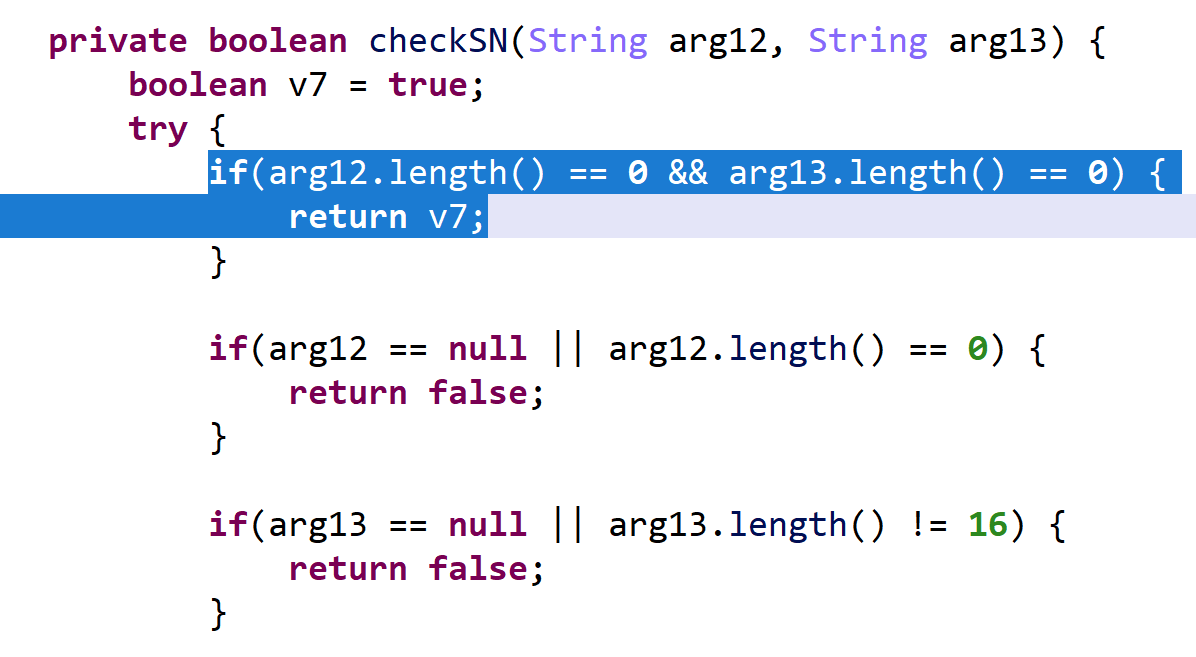 private boolean checkSN(String arg12, String arg13) {
boolean v7 = true;
try {
if(arg12.length() == 0 && arg13.length() == 0) {
return v7;
}
if(arg12 == null || arg12.length() == 0) {
return false;
}
if(arg13 == null || arg13.length() != 16) {
return false;
}